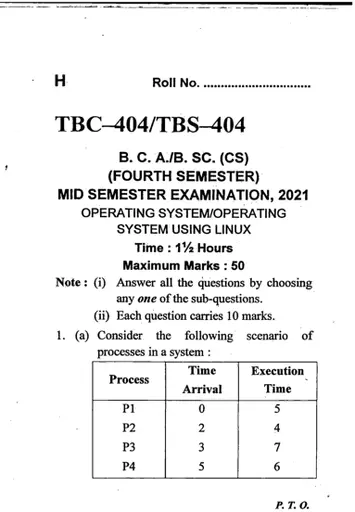 H Roll No. ...............................
TBC–404/TBS–404
B. C. A./B. SC. (CS)
(FOURTH SEMESTER)
MID SEMESTER EXAMINATION, 2021
OPERATING SYSTEM/OPERATING
SYSTEM USING LINUX
Time : 1½ Hours
Maximum Marks : 50
Note : (i) Answer all the questions by choosing
any one of the sub-questions.
(ii) Each question carries 10 marks.
1. (a) Consider the following scenario of
processes in a system :
Process Time Arrival Execution Time
P1 0 5
P2 2 4
P3 3 7
P4 5 6
P. T. O.